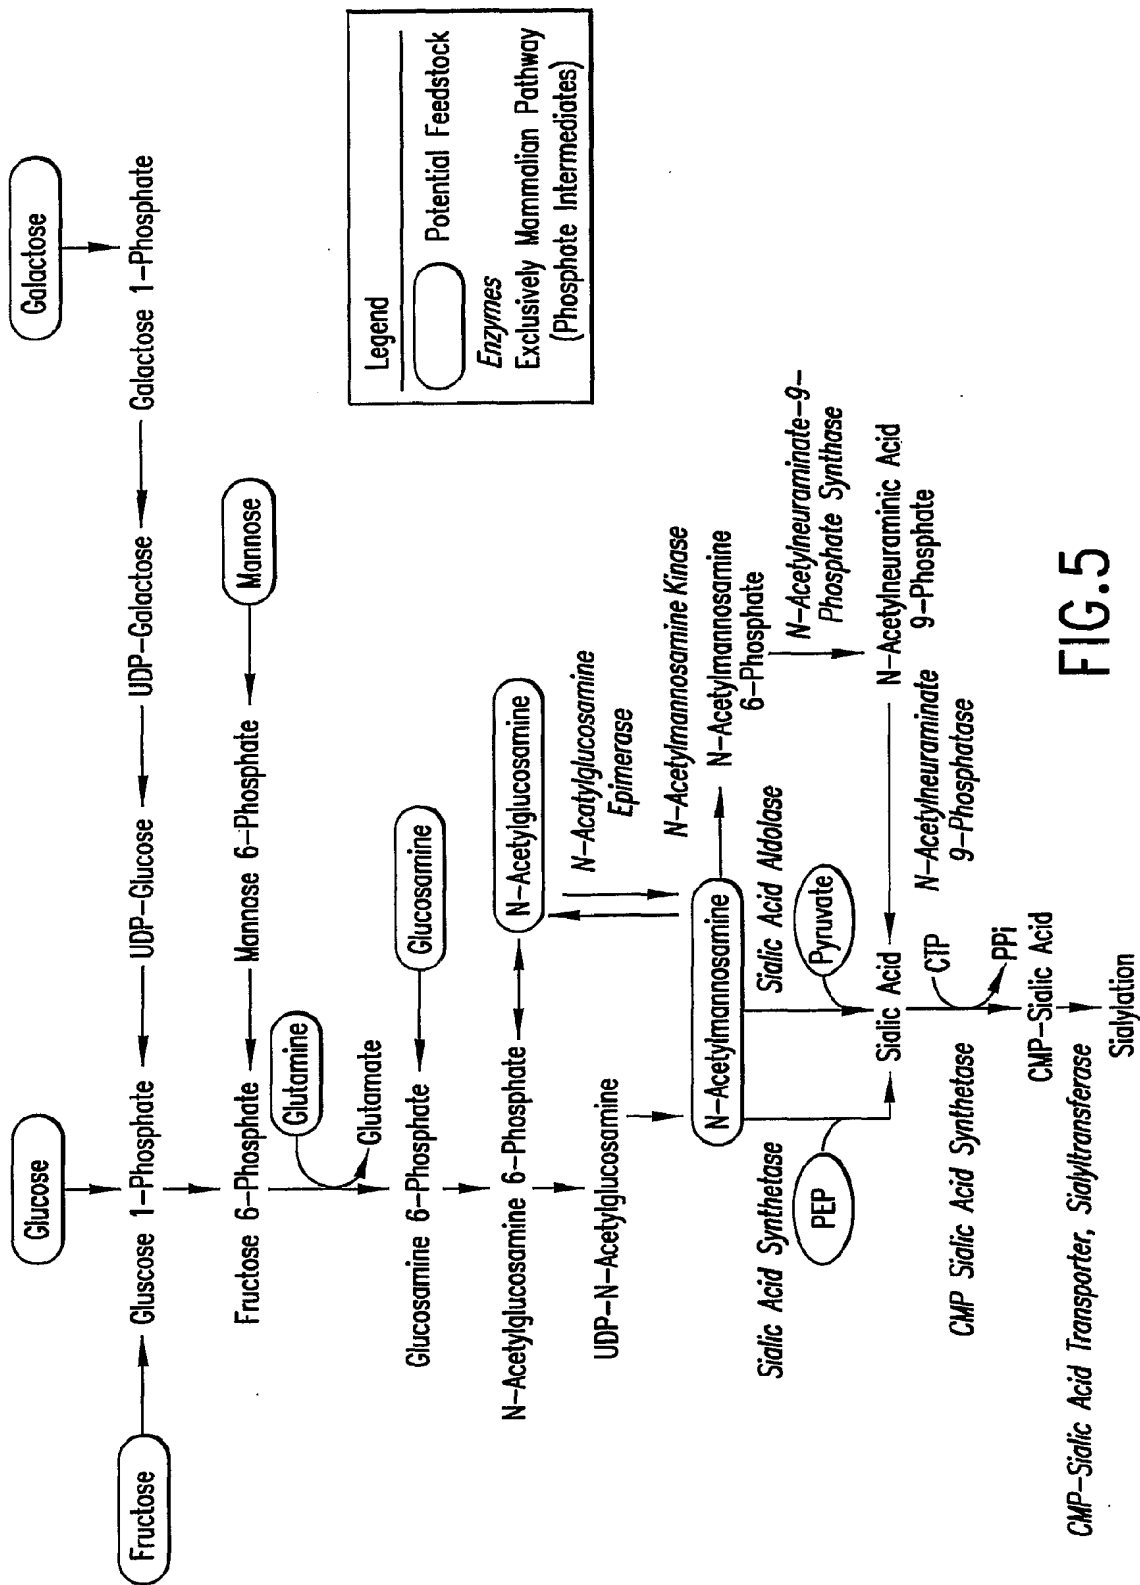 Galactose
Glucose
Fructose
Gluscose 1-Phosphate
UDP-Glucose
UDP-Galactose
Galactose 1-Phosphate
Fructose 6-Phosphate
Mannose 6-Phosphate
Mannose
Glutamine
Glutamate
Glucosamine 6-Phosphate
Glucosamine
N-Acetylglucosamine 6-Phosphate
N-Acetylglucosamine
UDP-N-Acetylglucosamine
N-Acatylglucosamine
Epimerase
N-Acetylmannosamine
N-Acetylmannosamine Kinase
N-Acetylmannosamine
6-Phosphate
Sialic Acid Synthetase
PEP
Sialic Acid Aldolase
Pyruvate
N-Acetylneuraminate-9-
Phosphate Synthase
Sialic Acid
N-Acetylneuraminic Acid
9-Phosphate
N-Acetylneuraminate
9-Phosphatase
CMP Sialic Acid Synthetase
CTP
PPi
CMP-Sialic Acid
CMP-Sialic Acid Transporter, Sialyltransferase
Sialylation
Legend
Potential Feedstock
Enzymes
Exclusively Mammalian Pathway
(Phosphate Intermediates)
FIG.5